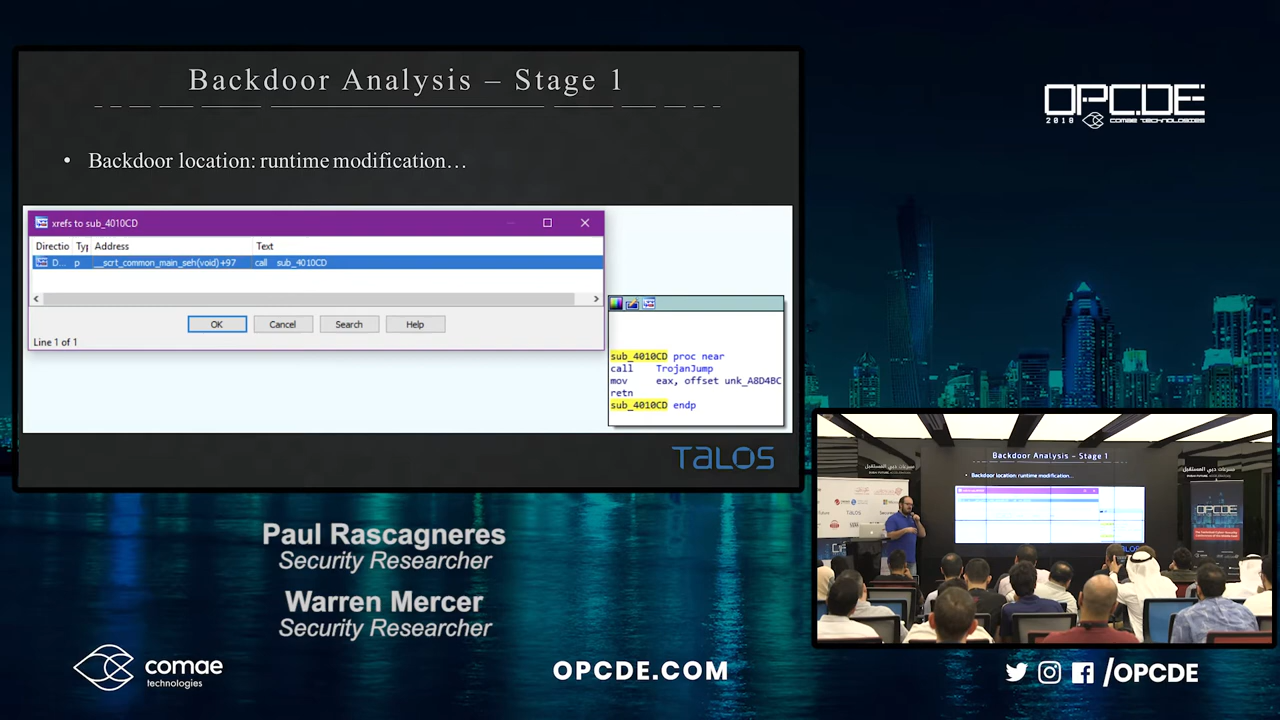 Backdoor Analysis – Stage 1
• Backdoor location: runtime modification…
xrefs to sub_4010CD
Directio Ty Address Text
D... p __scrt_common_main_seh(void)+97 call sub_4010CD
OK Cancel Search Help
Line 1 of 1
sub_4010CD proc near
call TrojanJump
mov eax, offset unk_A8D4BC
retn
sub_4010CD endp
TALOS
OPCDE
2018 COMAE TECHNOLOGIES
Backdoor Analysis – Stage 1
• Backdoor location: runtime modification...
TALOS
OPCDE
TALOS
Paul Rascagneres
Security Researcher
Warren Mercer
Security Researcher
comae
technologies
OPCDE.COM
/OPCDE